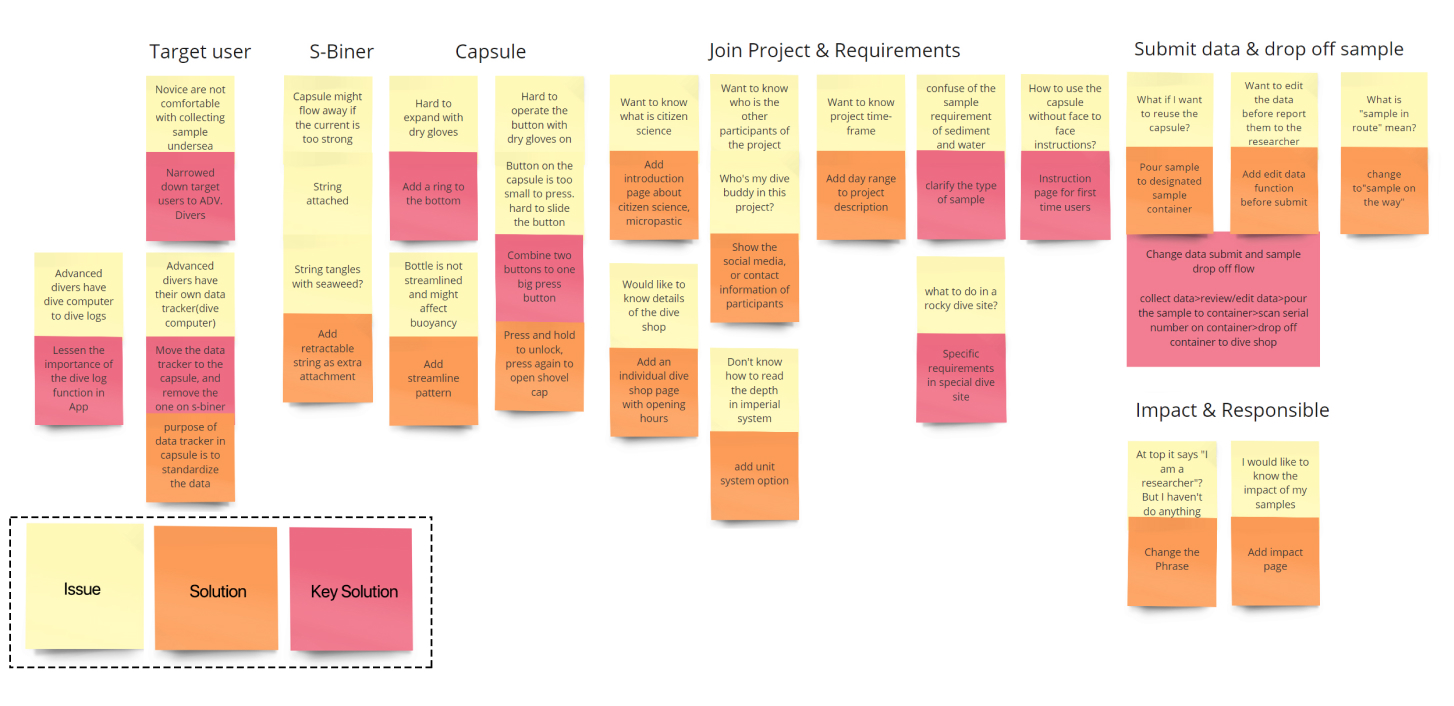 Target user
Novice are not
comfortable
with collecting
sample
undersea
Narrowed
down target
users to ADV.
Divers
Advanced
divers have
dive computer
to dive logs
Lessen the
importance of
the dive log
function in
App
Advanced
divers have
their own data
tracker(dive
computer)
Move the data
tracker to the
capsule, and
remove the
one on s-biner
purpose of
data tracker in
capsule is to
standardize
the data
S-Biner
Capsule might
flow away if
the current is
too strong
String
attached
String tangles
with seaweed?
Add
retractable
string as extra
attachment
Capsule
Hard to
expand with
dry gloves
Add a ring to
the bottom
Bottle is not
streamlined
and might
affect
buoyancy
Add
streamline
pattern
Hard to
operate the
button with
dry gloves on
Button on the
capsule is too
small to press.
hard to slide
the button
Combine two
buttons to one
big press
button
Press and hold
to unlock,
press again to
open shovel
cap
Join Project & Requirements
Want to know
what is citizen
science
Add
introduction
page about
citizen science,
micropastic
Would like to
know details
of the dive
shop
Add an
individual dive
shop page
with opening
hours
Want to know
who is the
other
participants of
the project
Who's my dive
buddy in this
project?
Show the
social media,
or contact
information of
participants
Don't know
how to read
the depth
in imperial
system
add unit
system option
Want to know
project time-
frame
Add day range
to project
description
confuse of the
sample
requirement
of sediment
and water
clarify the type
of sample
what to do in a
rocky dive site?
Specific
requirements
in special dive
site
How to use the
capsule
without face to
face
instructions?
Instruction
page for first
time users
Submit data & drop off sample
What if I want
to reuse the
capsule?
Pour sample
to designated
sample
container
Want to edit
the data
before report
them to the
researcher
Add edit data
function
before submit
What is
"sample in
route" mean?
change
to"sample on
the way"
Change data submit and sample
drop off flow
collect data>review/edit data>pour
the sample to container>scan serial
number on container>drop off
container to dive shop
Impact & Responsible
At top it says "I
am a
researcher"?
But I haven't
do anything
Change the
Phrase
I would like to
know the
impact of my
samples
Add impact
page
Issue
Solution
Key Solution